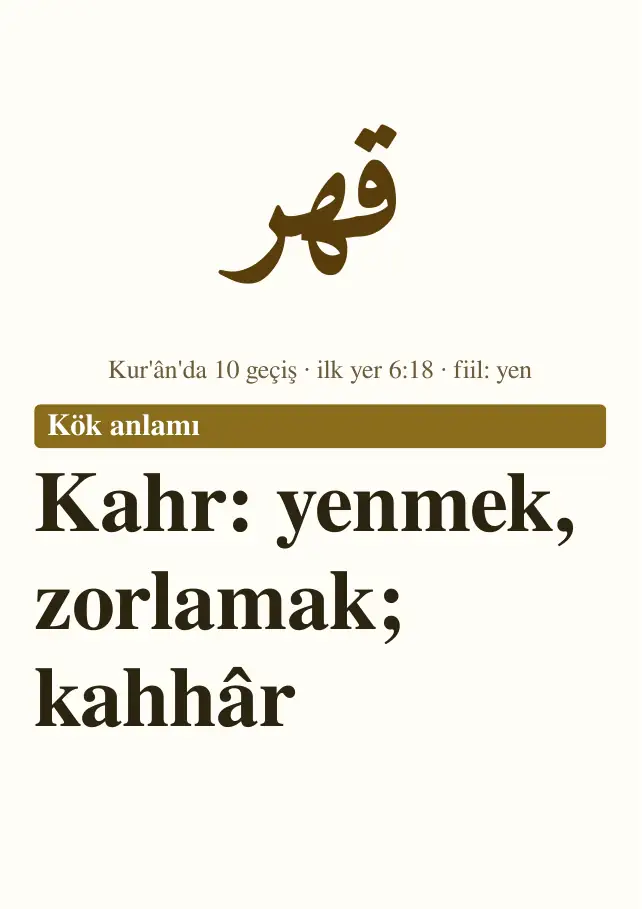 قهر
Kur'ân'da 10 geçiş · ilk yer 6:18 · fiil: yen
Kök anlamı
Kahr: yenmek,
zorlamak;
kahhâr